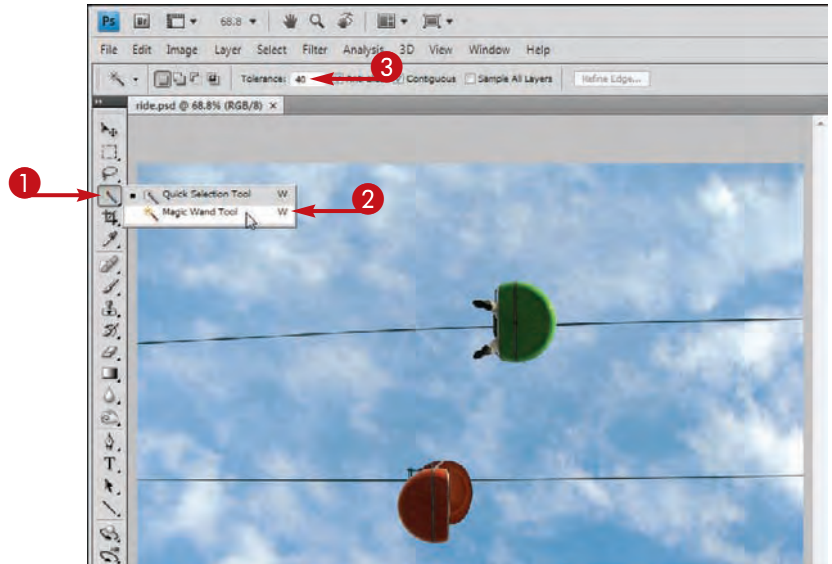 Ps Br 68.8
File Edit Image Layer Select Filter Analysis 3D View Window Help
Tolerance: 40 Contiguous Sample All Layers Refine Edge...
ride.psd @ 68.8% (RGB/8) ×
3
1
Quick Selection Tool W
Magic Wand Tool W
2
T